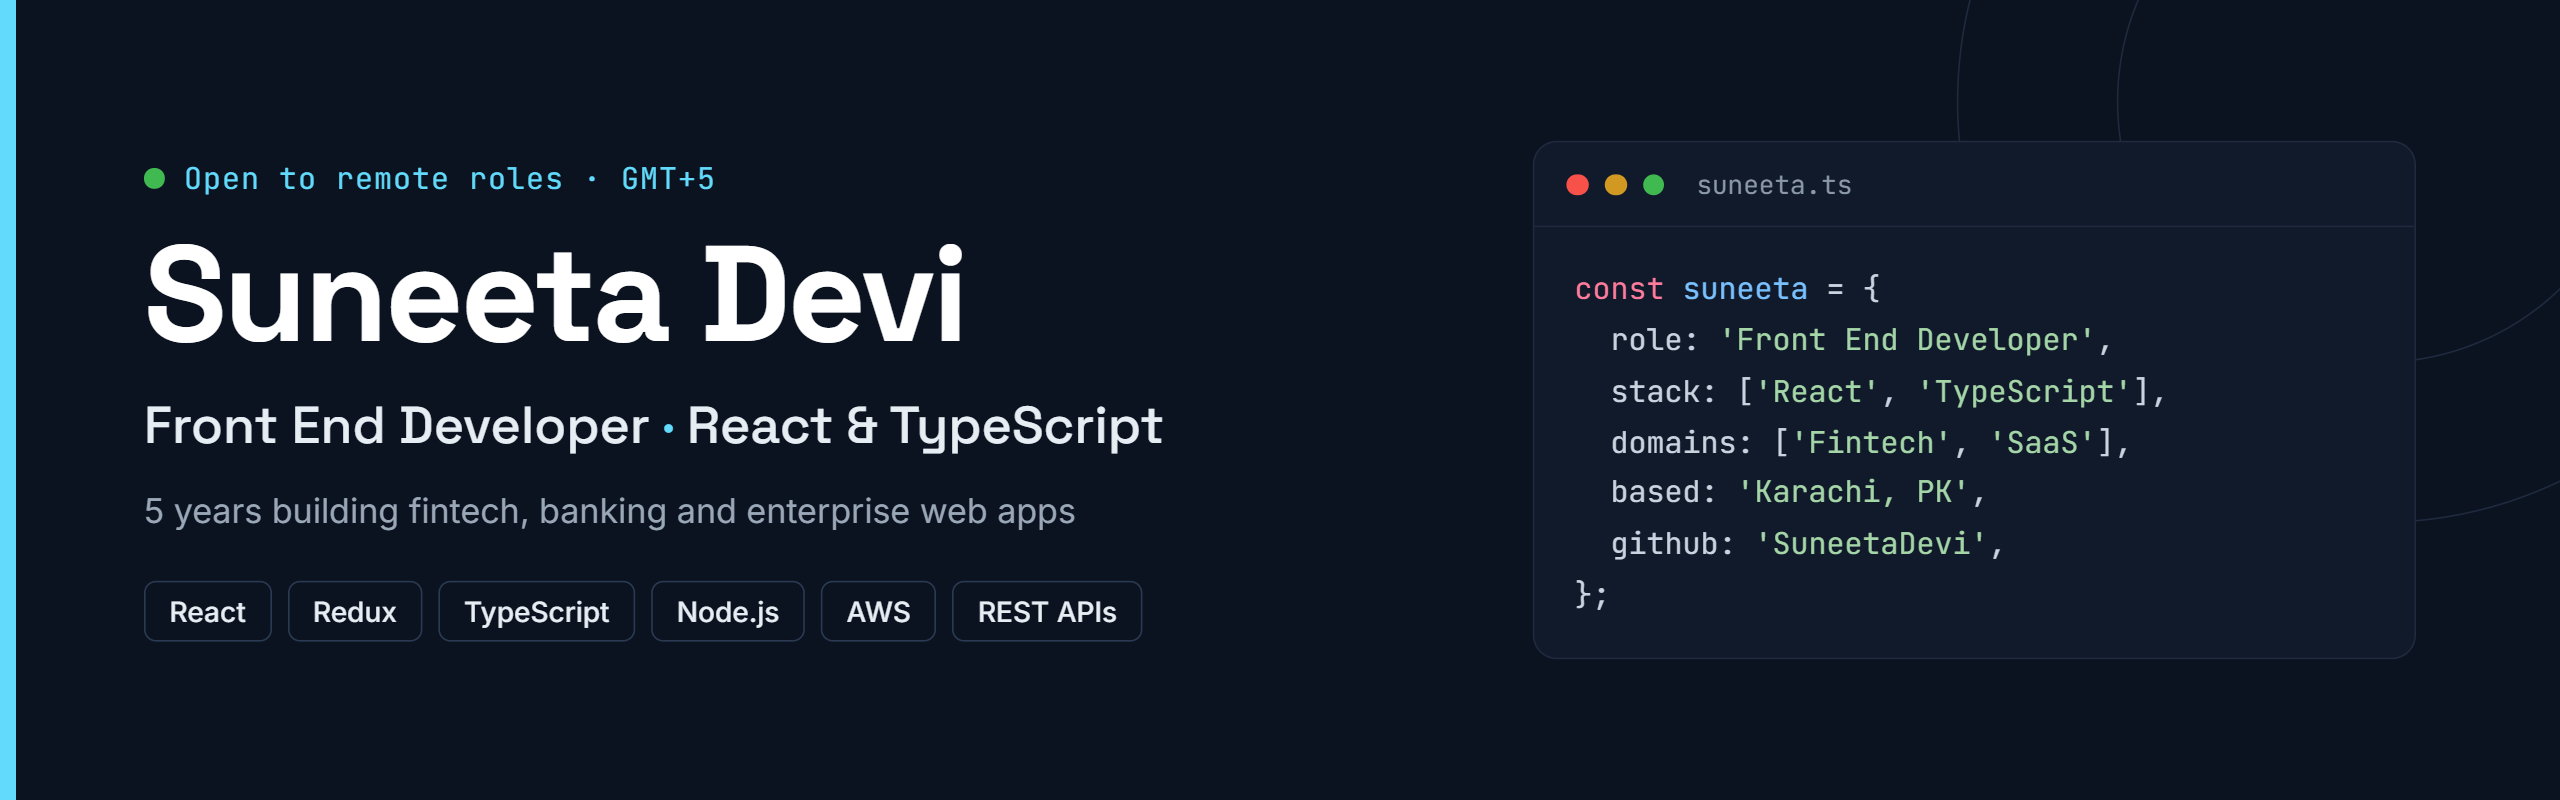 Open to remote roles · GMT+5
Suneeta Devi
Front End Developer · React & TypeScript
5 years building fintech, banking and enterprise web apps
React Redux TypeScript Node.js AWS REST APIs
suneeta.ts
const suneeta = {
  role: 'Front End Developer',
  stack: ['React', 'TypeScript'],
  domains: ['Fintech', 'SaaS'],
  based: 'Karachi, PK',
  github: 'SuneetaDevi',
};